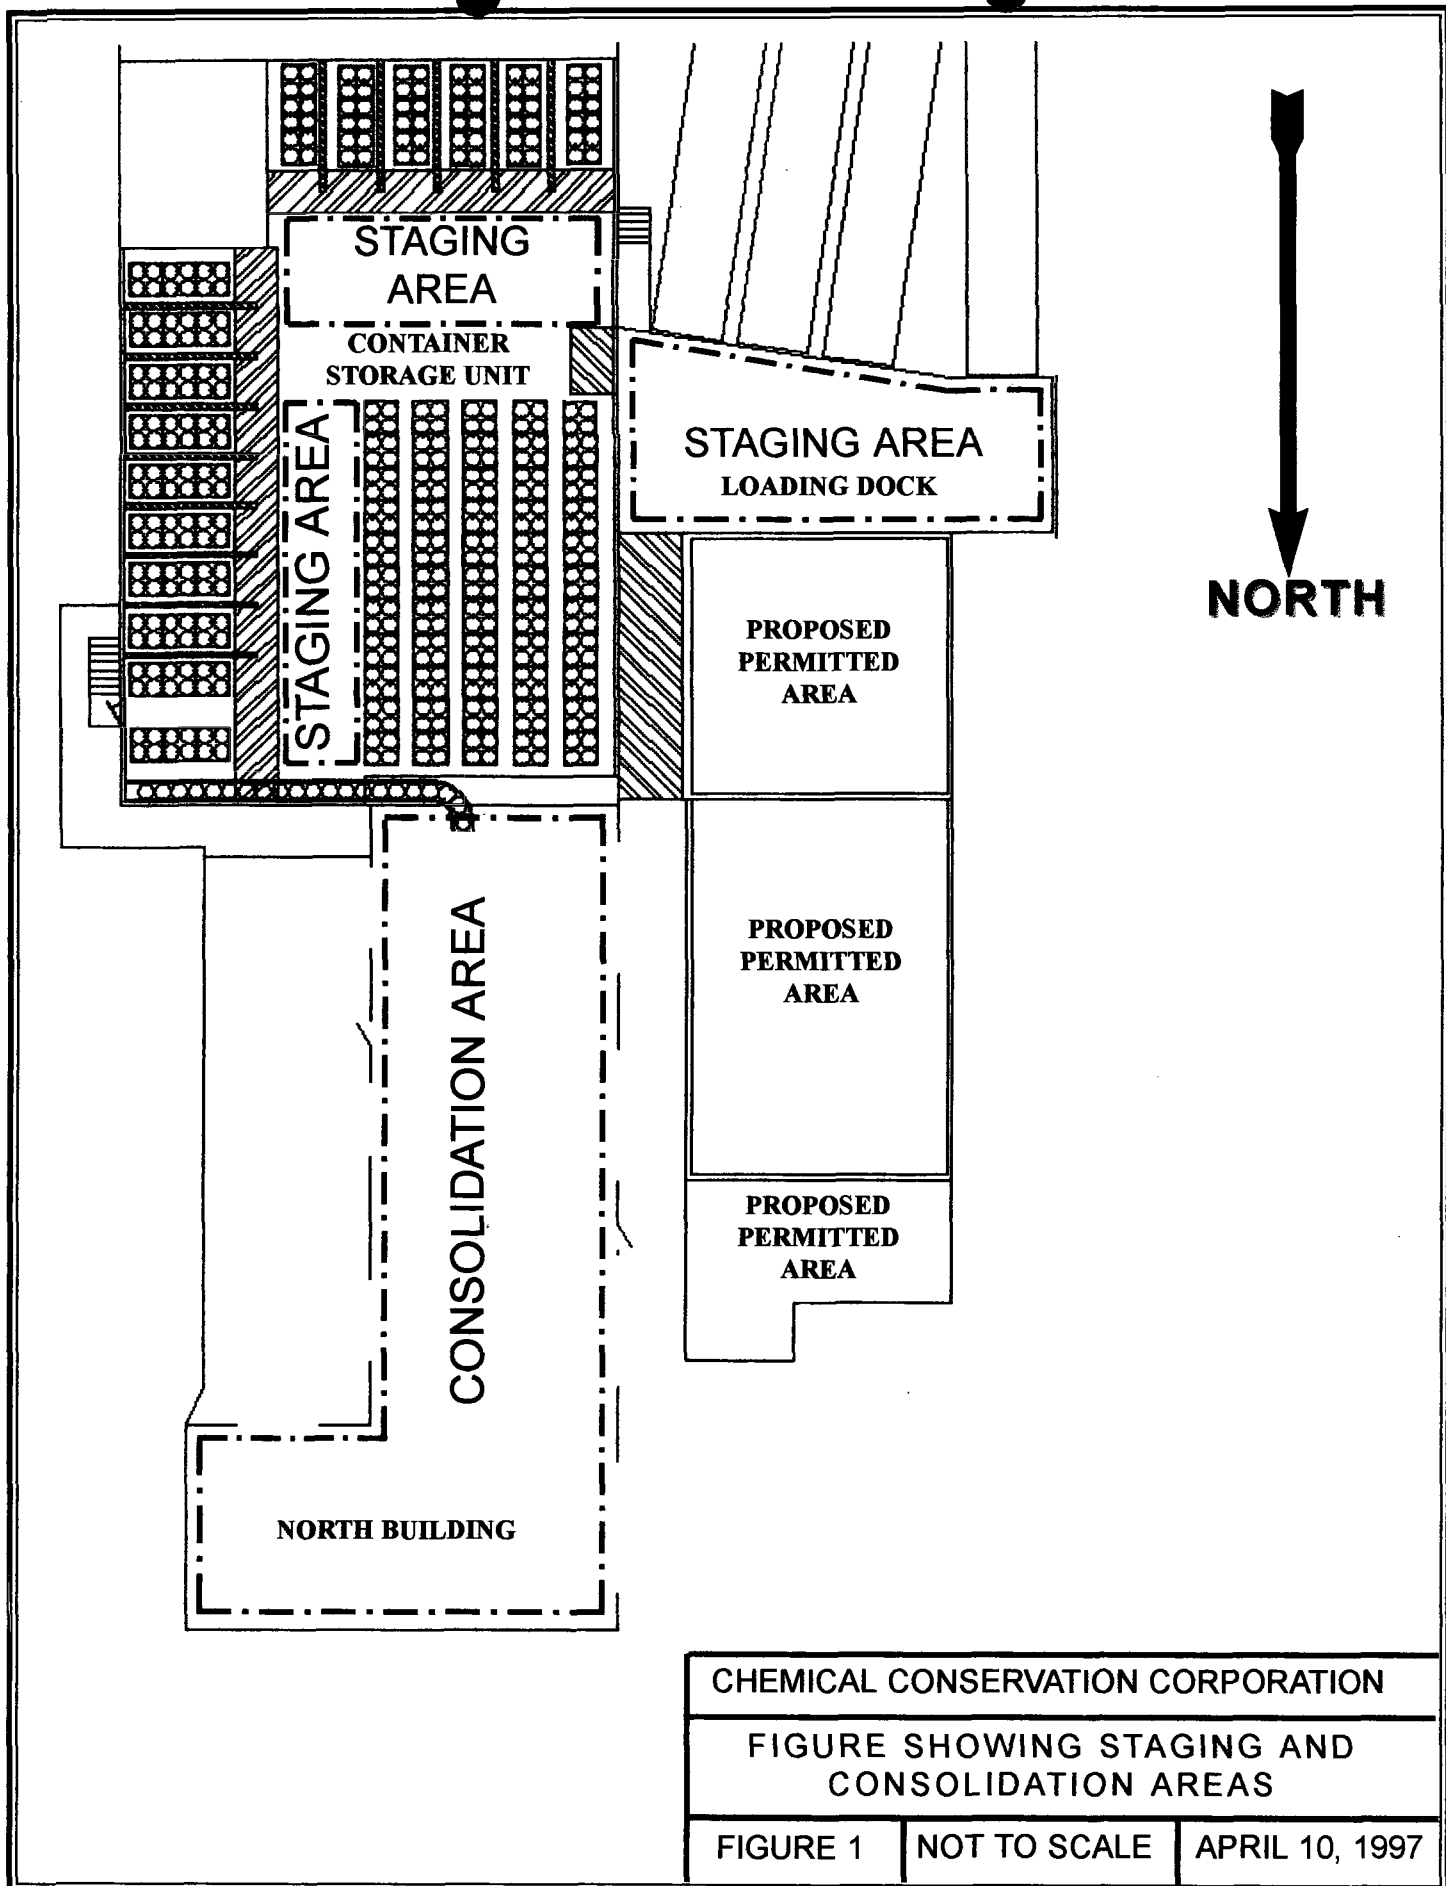 STAGING
AREA
CONTAINER
STORAGE UNIT
STAGING AREA
STAGING AREA
LOADING DOCK
NORTH
PROPOSED
PERMITTED
AREA
PROPOSED
PERMITTED
AREA
CONSOLIDATION AREA
PROPOSED
PERMITTED
AREA
NORTH BUILDING
CHEMICAL CONSERVATION CORPORATION
FIGURE SHOWING STAGING AND
CONSOLIDATION AREAS
FIGURE 1
NOT TO SCALE
APRIL 10, 1997